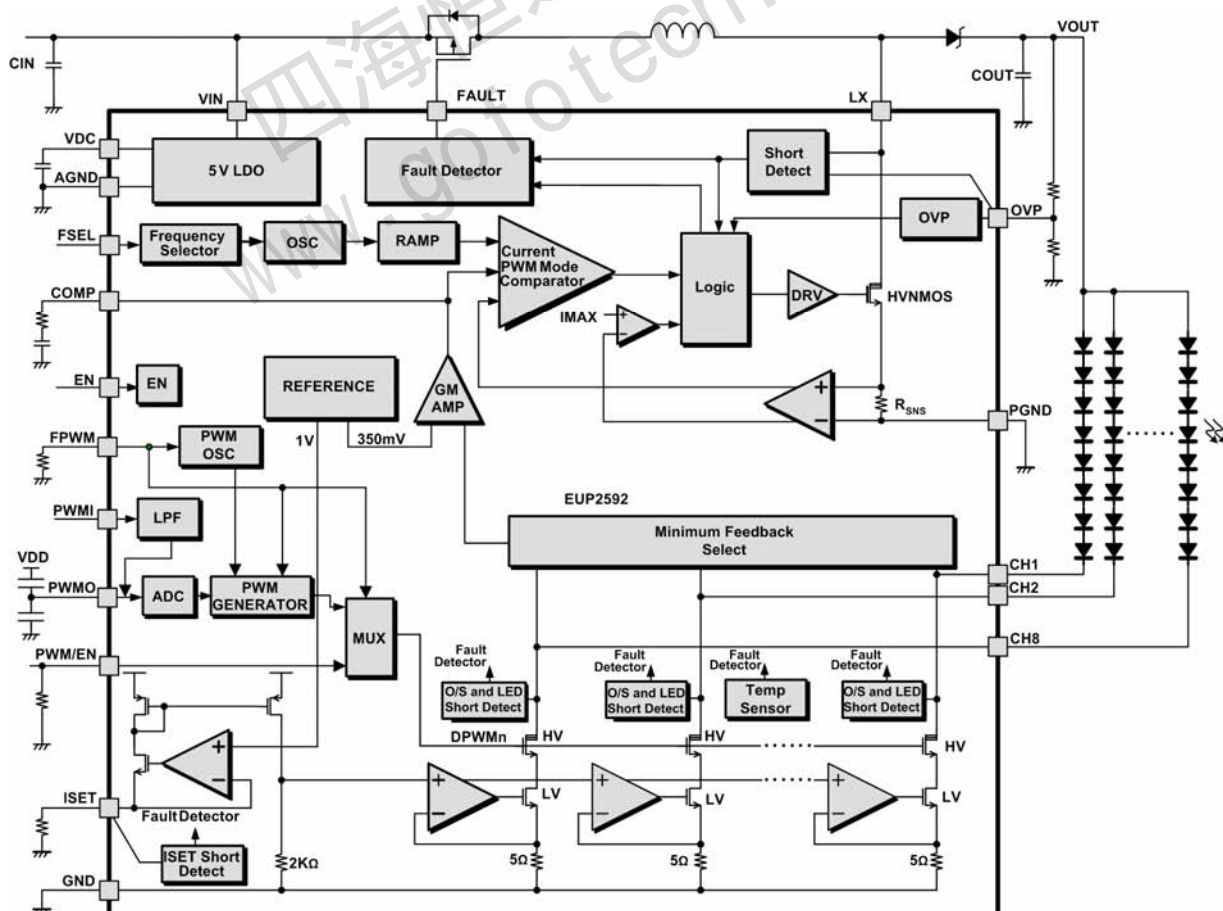 四海恒
www.gofotech
VOUT
CIN
COUT
VIN
FAULT
LX
VDC
AGND
5V LDO
Fault Detector
Short
Detect
OVP
OVP
FSEL
Frequency
Selector
OSC
RAMP
Current
PWM Mode
Comparator
Logic
DRV
HVNMOS
COMP
IMAX
+
−
EN
EN
REFERENCE
GM
AMP
+
−
RSNS
PGND
1V
350mV
FPWM
PWM
OSC
EUP2592
PWMI
LPF
Minimum Feedback
Select
VDD
PWMO
ADC
PWM
GENERATOR
MUX
CH1
CH2
CH8
PWM/EN
Fault
Detector
Fault
Detector
Fault
Detector
Fault
Detector
O/S and LED
Short Detect
O/S and LED
Short Detect
Temp
Sensor
O/S and LED
Short Detect
DPWMn
HV
HV
HV
+
−
+
−
+
−
+
−
LV
LV
LV
ISET
Fault Detector
ISET Short
Detect
2KΩ
5Ω
5Ω
5Ω
GND